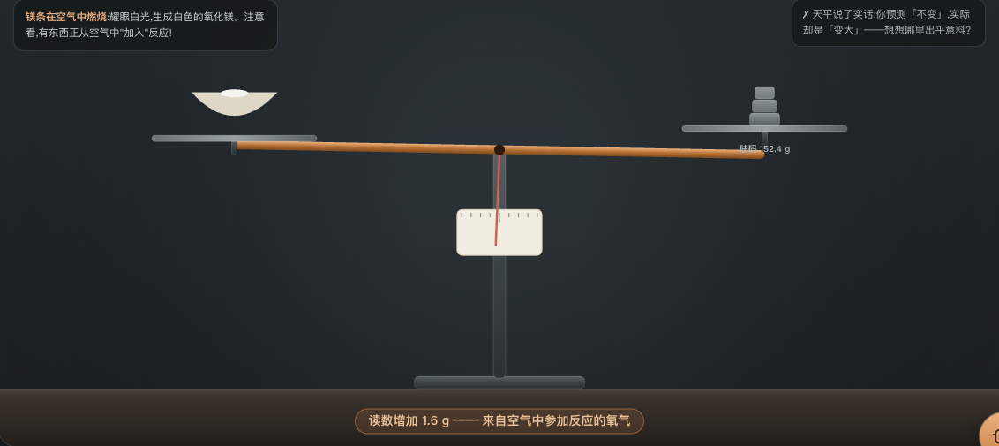 镁条在空气中燃烧:耀眼白光,生成白色的氧化镁。注意
看,有东西正从空气中"加入"反应!
✗ 天平说了实话:你预测「不变」,实际
却是「变大」——想想哪里出乎意料?
砝码 152.4 g
读数增加 1.6 g —— 来自空气中参加反应的氧气